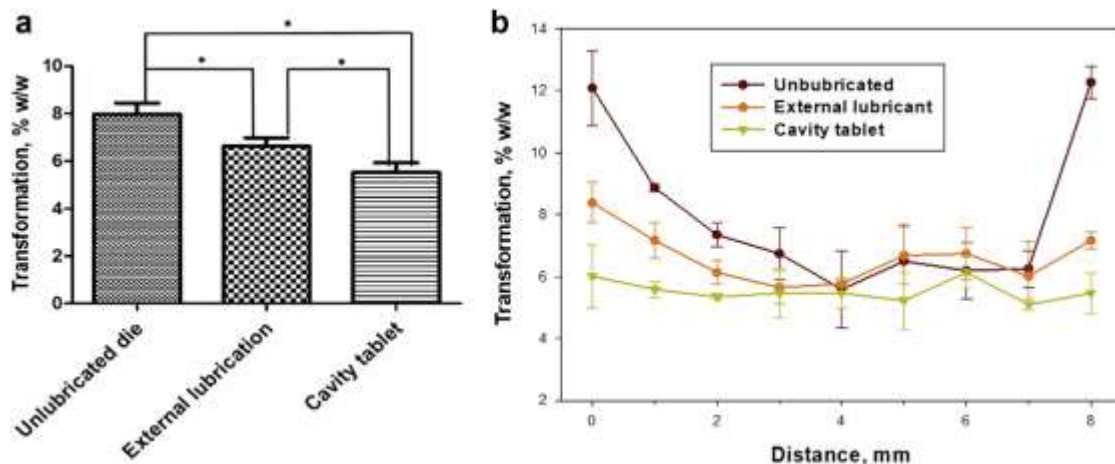 a
*
*
*
10
8
6
4
2
0
Transformation, % w/w
Unlubricated die
External lubrication
Cavity tablet
b
14
12
10
8
6
4
2
Transformation, % w/w
Unbubricated
External lubricant
Cavity tablet
0
2
4
6
8
Distance, mm